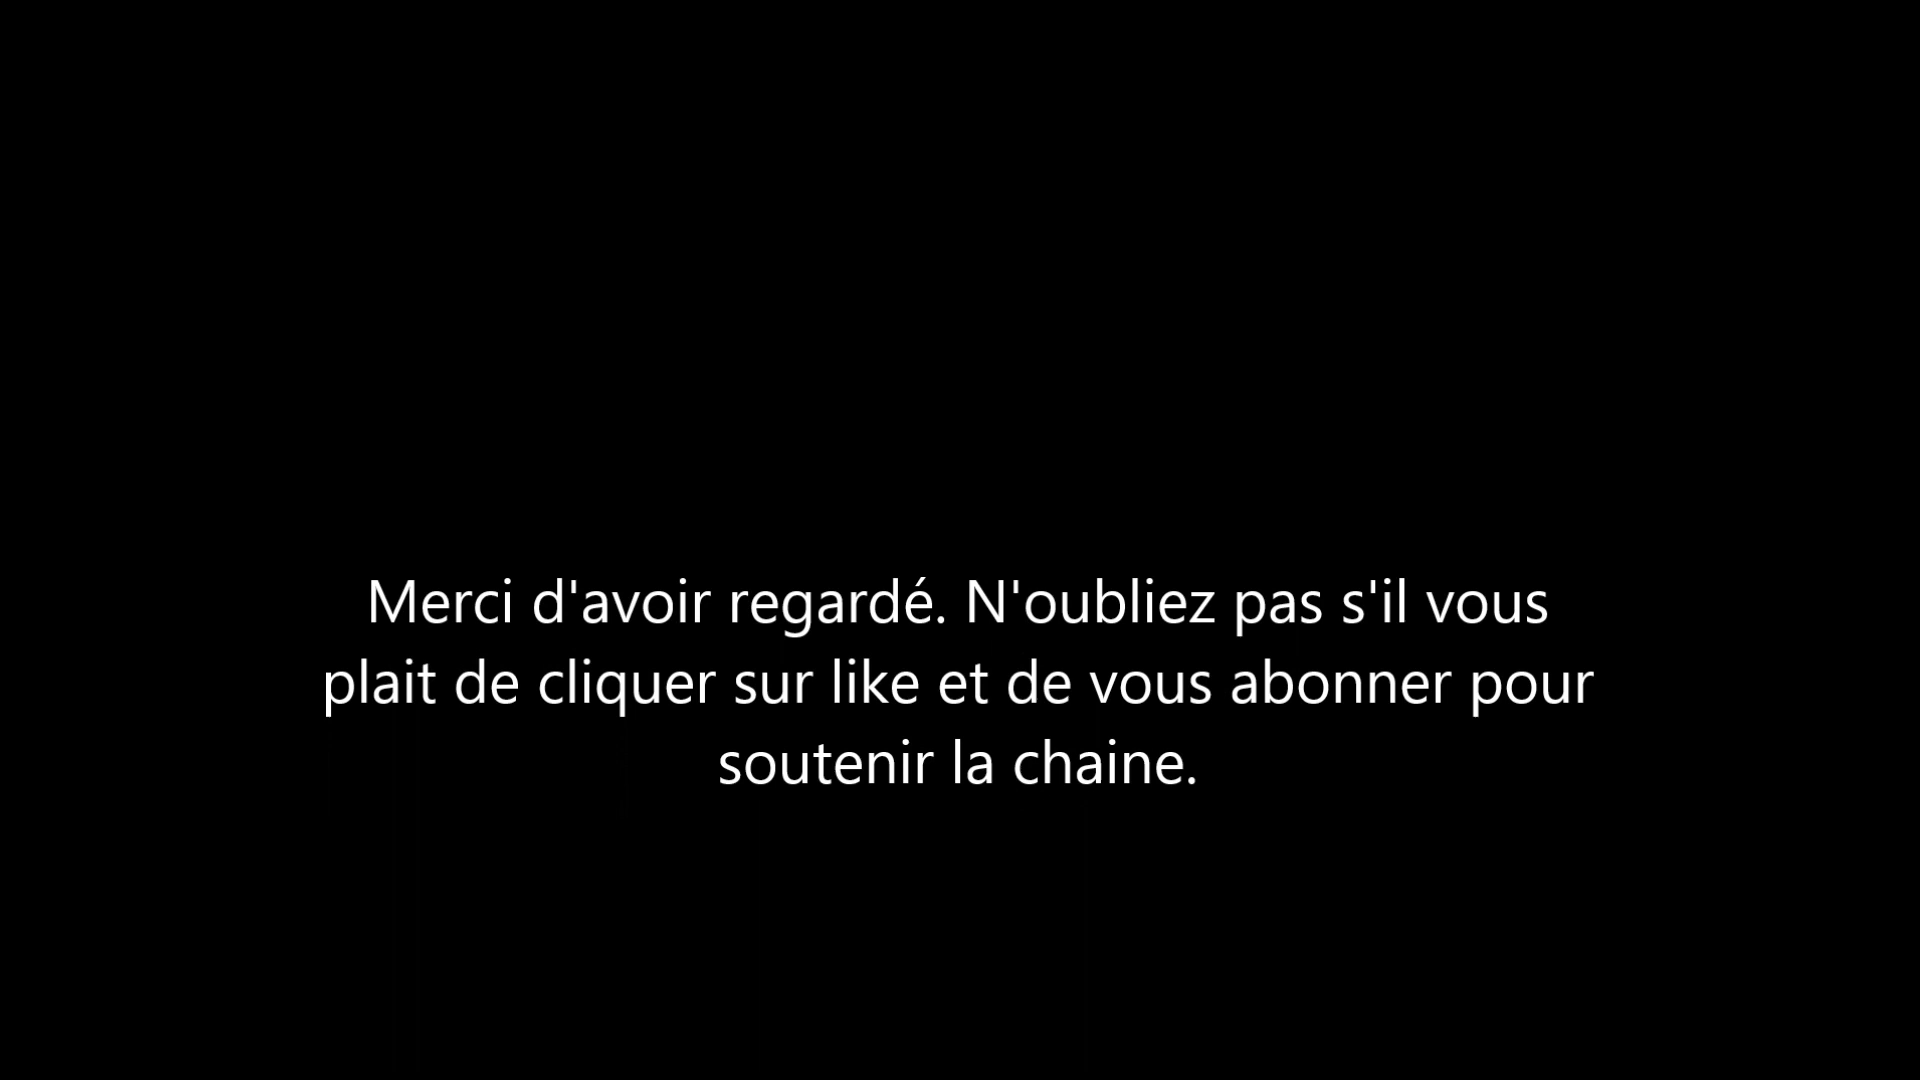 Merci d'avoir regardé. N'oubliez pas s'il vous
plait de cliquer sur like et de vous abonner pour
soutenir la chaine.